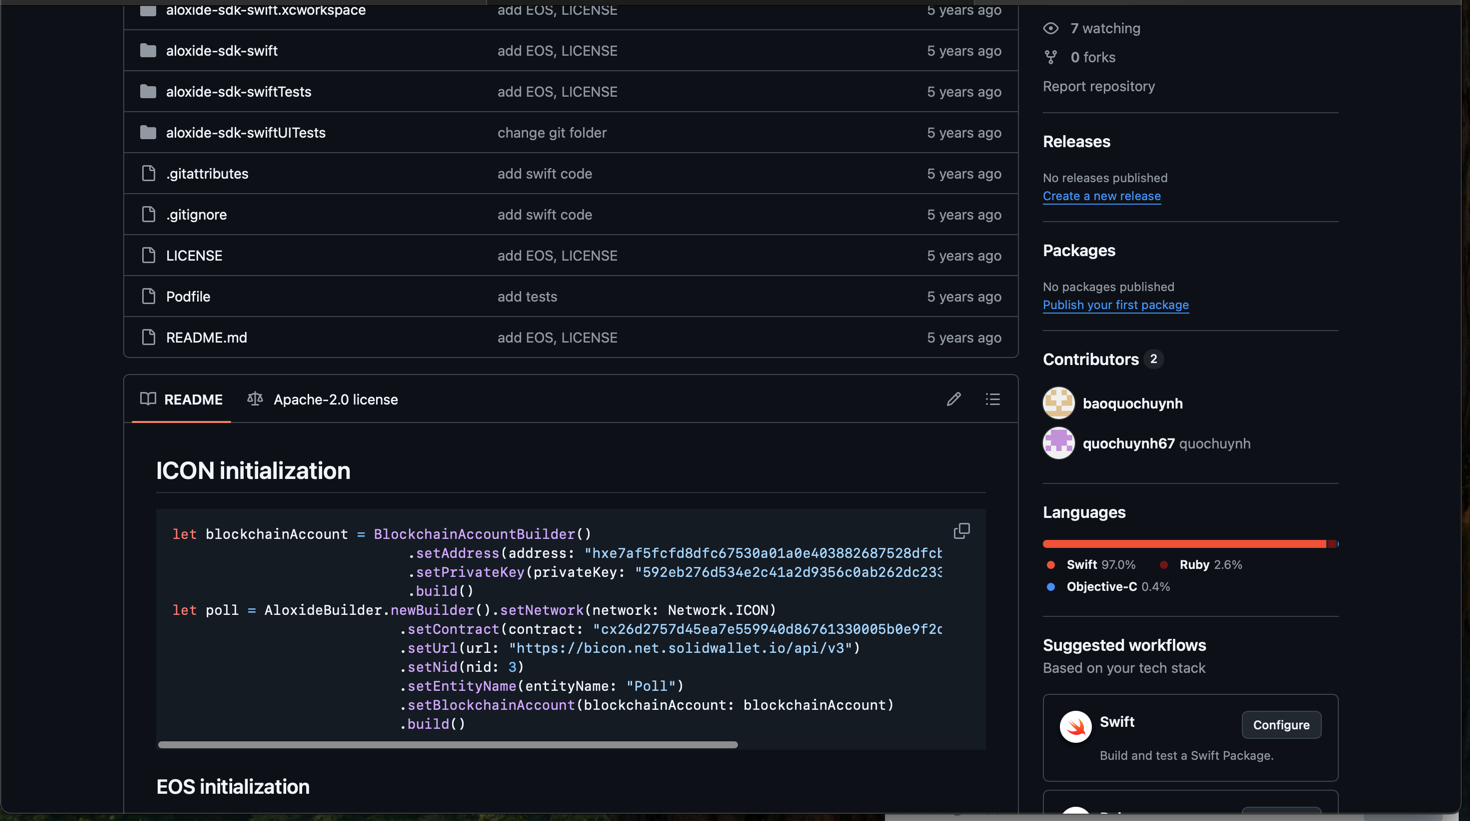 aloxide-sdk-swift.xcworkspace add EOS, LICENSE 5 years ago
aloxide-sdk-swift add EOS, LICENSE 5 years ago
aloxide-sdk-swiftTests add EOS, LICENSE 5 years ago
aloxide-sdk-swiftUITests change git folder 5 years ago
.gitattributes add swift code 5 years ago
.gitignore add swift code 5 years ago
LICENSE add EOS, LICENSE 5 years ago
Podfile add tests 5 years ago
README.md add EOS, LICENSE 5 years ago
README Apache-2.0 license
ICON initialization
let blockchainAccount = BlockchainAccountBuilder()
.setAddress(address: "hxe7af5fcfd8dfc67530a01a0e403882687528dfcb
.setPrivateKey(privateKey: "592eb276d534e2c41a2d9356c0ab262dc233
.build()
let poll = AloxideBuilder.newBuilder().setNetwork(network: Network.ICON)
.setContract(contract: "cx26d2757d45ea7e559940d86761330005b0e9f2c
.setUrl(url: "https://bicon.net.solidwallet.io/api/v3")
.setNid(nid: 3)
.setEntityName(entityName: "Poll")
.setBlockchainAccount(blockchainAccount: blockchainAccount)
.build()
EOS initialization
7 watching
0 forks
Report repository
Releases
No releases published
Create a new release
Packages
No packages published
Publish your first package
Contributors 2
baoquochuynh
quochuynh67 quochuynh
Languages
Swift 97.0% Ruby 2.6%
Objective-C 0.4%
Suggested workflows
Based on your tech stack
Swift
Configure
Build and test a Swift Package.